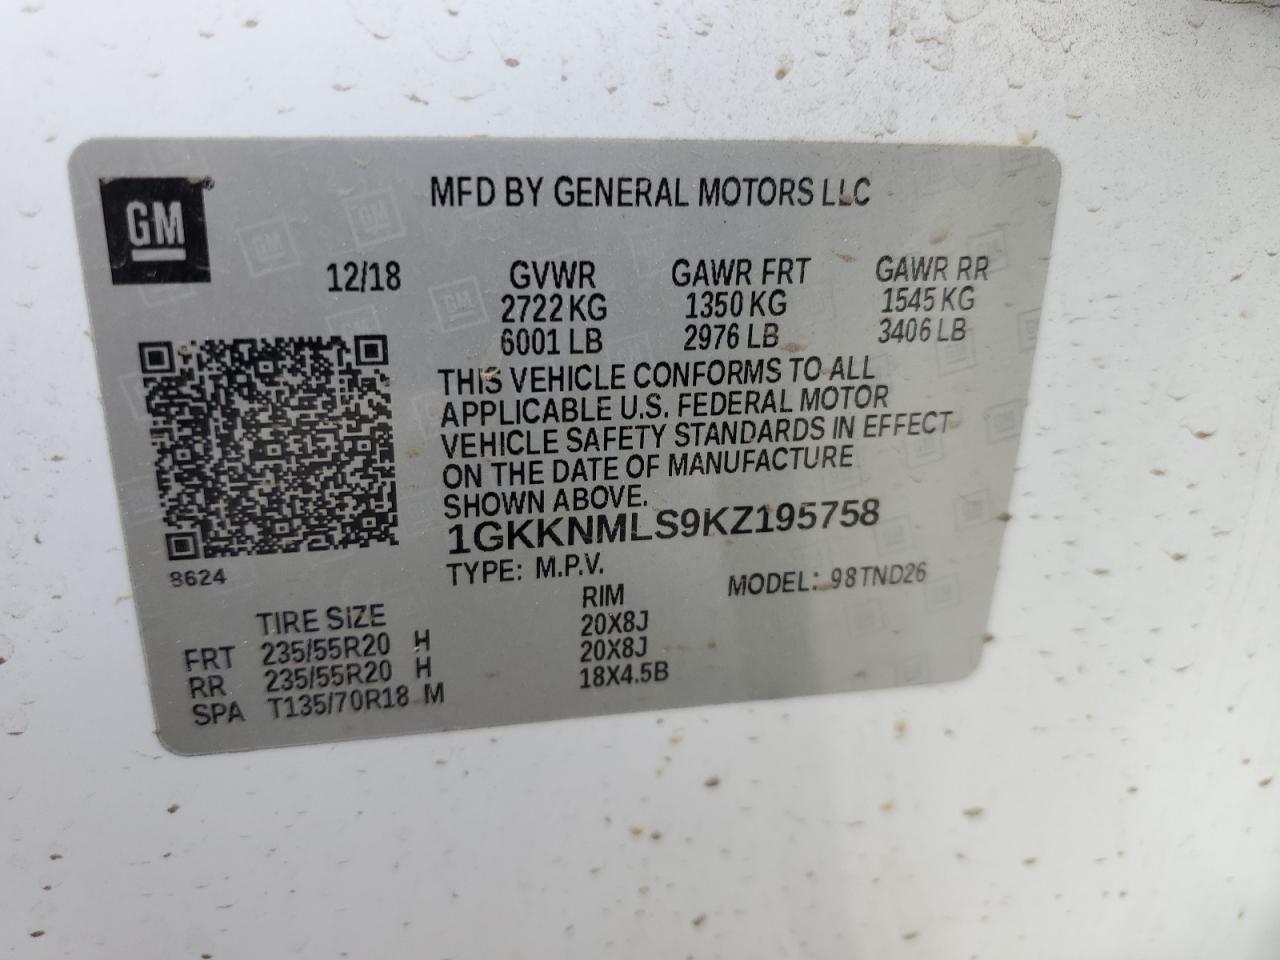 GM
MFD BY GENERAL MOTORS LLC
12/18 GVWR GAWR FRT GAWR RR
2722 KG 1350 KG 1545 KG
6001 LB 2976 LB 3406 LB
THIS VEHICLE CONFORMS TO ALL
APPLICABLE U.S. FEDERAL MOTOR
VEHICLE SAFETY STANDARDS IN EFFECT
ON THE DATE OF MANUFACTURE
SHOWN ABOVE.
1GKKNMLS9KZ195758
8624
TYPE: M.P.V. MODEL: 98TND26
TIRE SIZE RIM
FRT 235/55R20 H 20X8J
RR 235/55R20 H 20X8J
SPA T135/70R18 M 18X4.5B